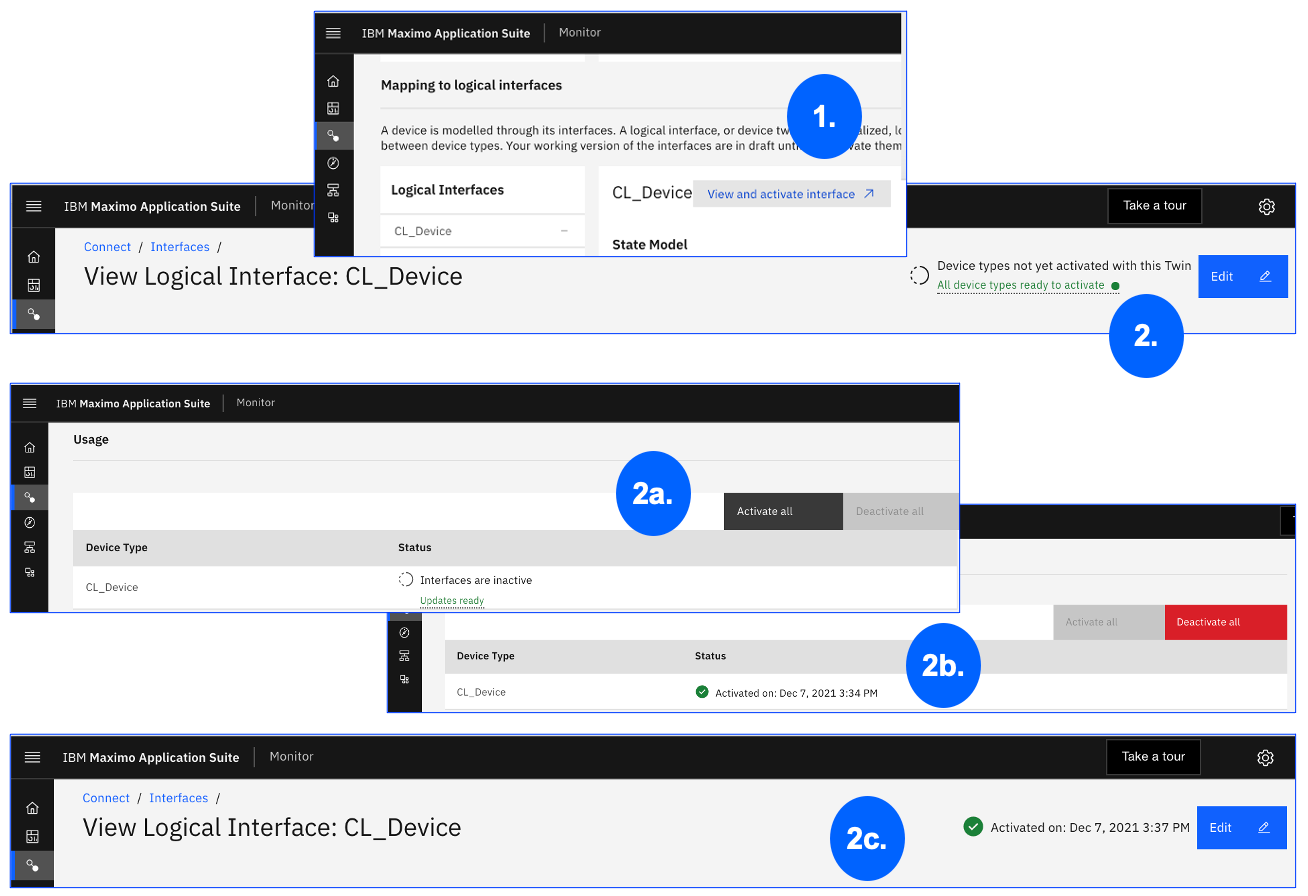 IBM Maximo Application Suite Monitor
Mapping to logical interfaces
1.
A device is modelled through its interfaces. A logical interface, or device tw alized, lo
between device types. Your working version of the interfaces are in draft unt vate them
Logical Interfaces
CL_Device
CL_Device View and activate interface
State Model
IBM Maximo Application Suite Monitor
Take a tour
Connect / Interfaces /
View Logical Interface: CL_Device
Device types not yet activated with this Twin
All device types ready to activate
Edit
2.
IBM Maximo Application Suite Monitor
Usage
2a.
Activate all Deactivate all
Device Type Status
CL_Device
Interfaces are inactive
Updates ready
Activate all Deactivate all
2b.
Device Type Status
CL_Device Activated on: Dec 7, 2021 3:34 PM
IBM Maximo Application Suite Monitor
Take a tour
Connect / Interfaces /
View Logical Interface: CL_Device
2c.
Activated on: Dec 7, 2021 3:37 PM
Edit